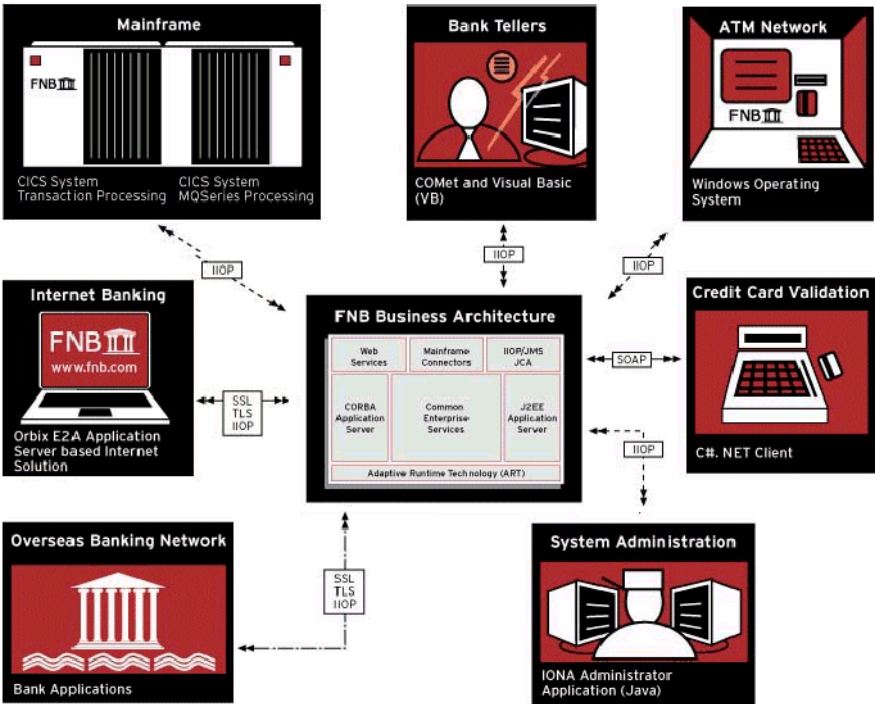 Mainframe
FNB
CICS System
Transaction Processing
CICS System
MQSeries Processing
Bank Tellers
COMet and Visual Basic
(VB)
ATM Network
FNB
Windows Operating
System
IIOP
IIOP
IIOP
Internet Banking
FNB
www.fnb.com
Orbix E2A Application
Server based Internet
Solution
SSL
TLS
IIOP
FNB Business Architecture
Web
Services
Mainframe
Connectors
IIOP/JMS
JCA
CORBA
Application
Server
Common
Enterprise
Services
J2EE
Application
Server
Adaptive Runtime Technology (ART)
SOAP
Credit Card Validation
C#. NET Client
IIOP
Overseas Banking Network
Bank Applications
SSL
TLS
IIOP
System Administration
IONA Administrator
Application (Java)